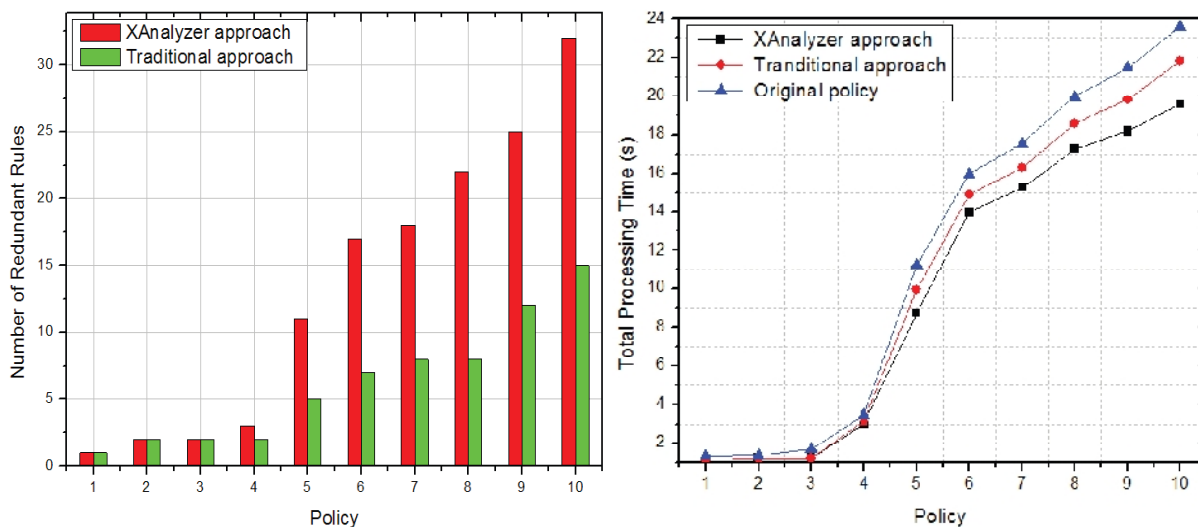 XAnalyzer approach
Traditional approach
Number of Redundant Rules
30
25
20
15
10
5
0
1 2 3 4 5 6 7 8 9 10
Policy
XAnalyzer approach
Tranditional approach
Original policy
Total Processing Time (s)
24
22
20
18
16
14
12
10
8
6
4
2
1 2 3 4 5 6 7 8 9 10
Policy